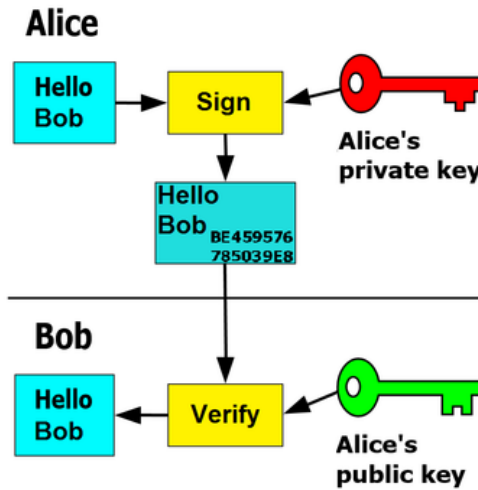 Alice
Hello
Bob
Sign
Alice's
private key
Hello
Bob
BE459576
785039E8
Bob
Hello
Bob
Verify
Alice's
public key